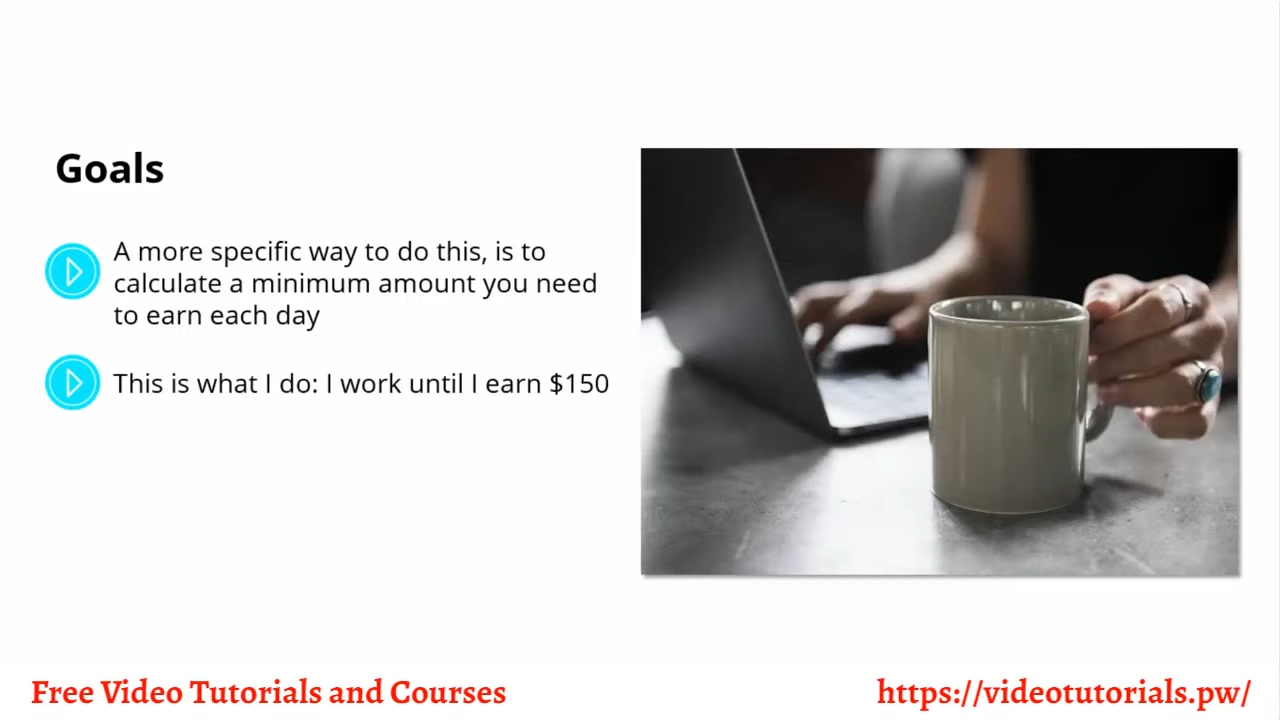 Goals
A more specific way to do this, is to
calculate a minimum amount you need
to earn each day
This is what I do: I work until I earn $150
Free Video Tutorials and Courses
https://videotutorials.pw/